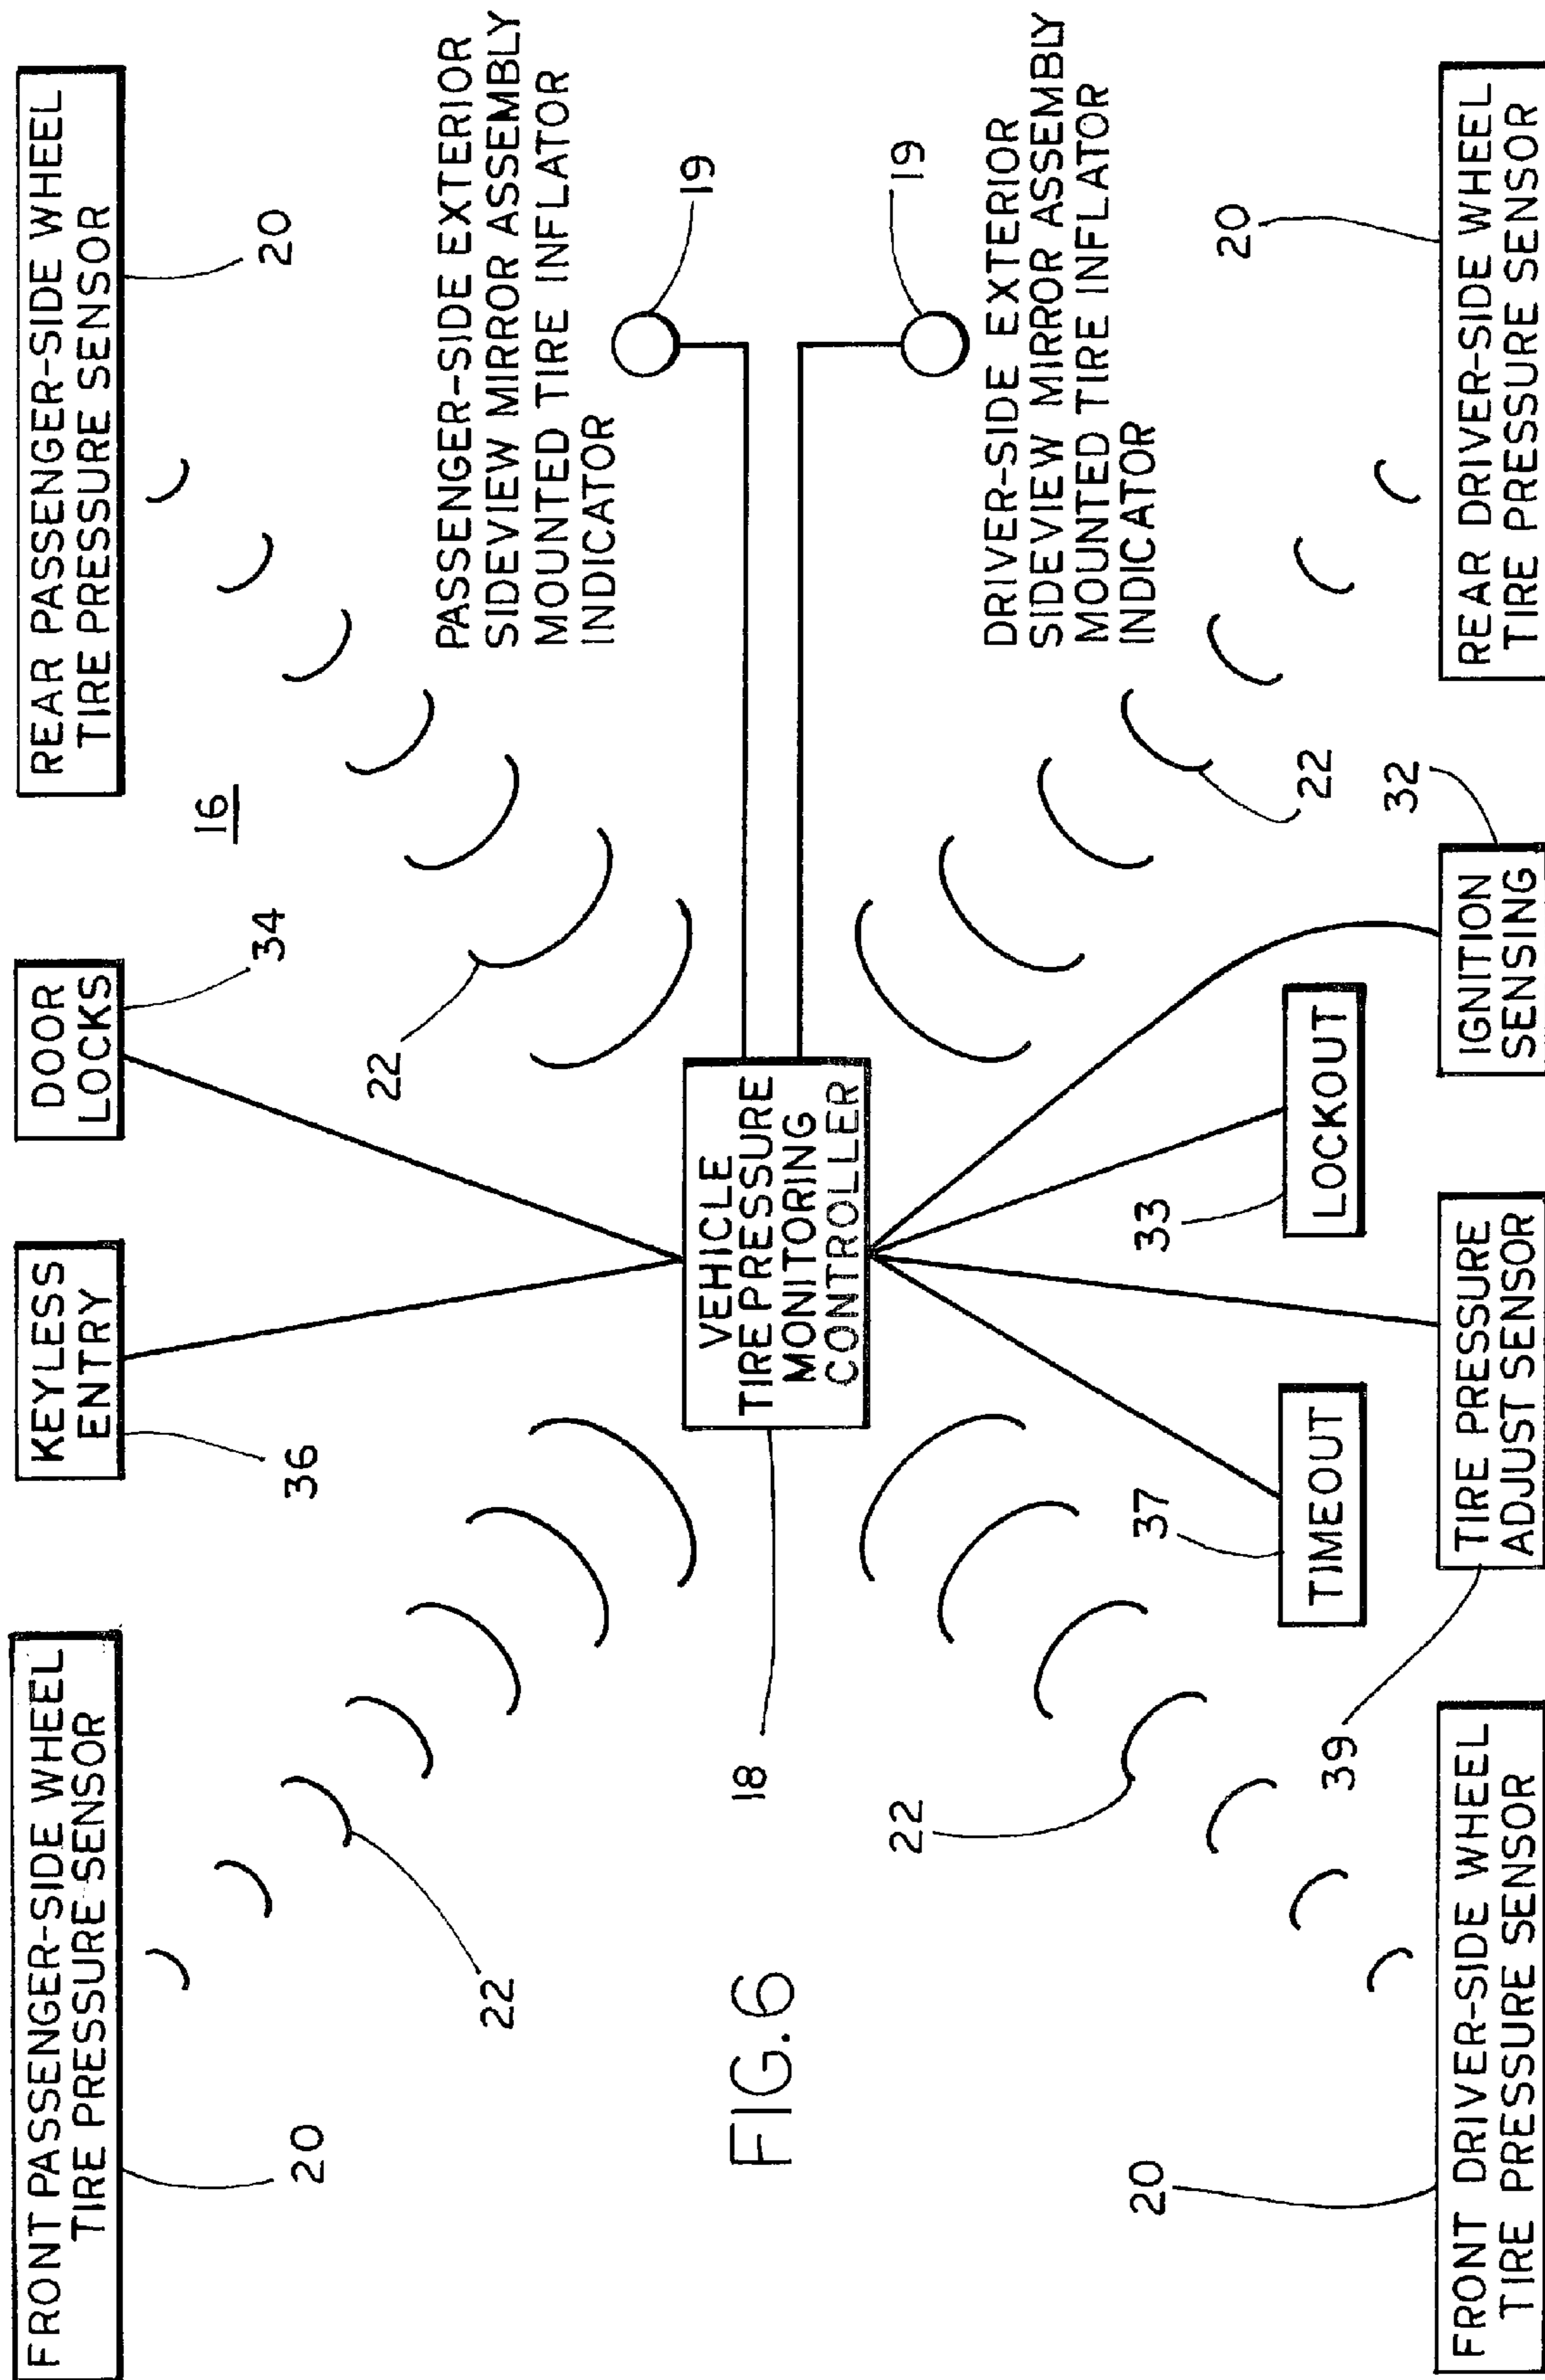 FRONT PASSENGER-SIDE WHEEL
TIRE PRESSURE SENSOR
20
KEYLESS
ENTRY
36
DOOR
LOCKS
34
16
REAR PASSENGER-SIDE WHEEL
TIRE PRESSURE SENSOR
20
22
22
PASSENGER-SIDE EXTERIOR
SIDEVIEW MIRROR ASSEMBLY
MOUNTED TIRE INFLATOR
INDICATOR
19
FIG.6
18
VEHICLE
TIRE PRESSURE
MONITORING
CONTROLLER
19
DRIVER-SIDE EXTERIOR
SIDEVIEW MIRROR ASSEMBLY
MOUNTED TIRE INFLATOR
INDICATOR
22
22
37
TIMEOUT
33
LOCKOUT
20
39
32
20
FRONT DRIVER-SIDE WHEEL
TIRE PRESSURE SENSOR
TIRE PRESSURE
ADJUST SENSOR
IGNITION
SENSING
REAR DRIVER-SIDE WHEEL
TIRE PRESSURE SENSOR